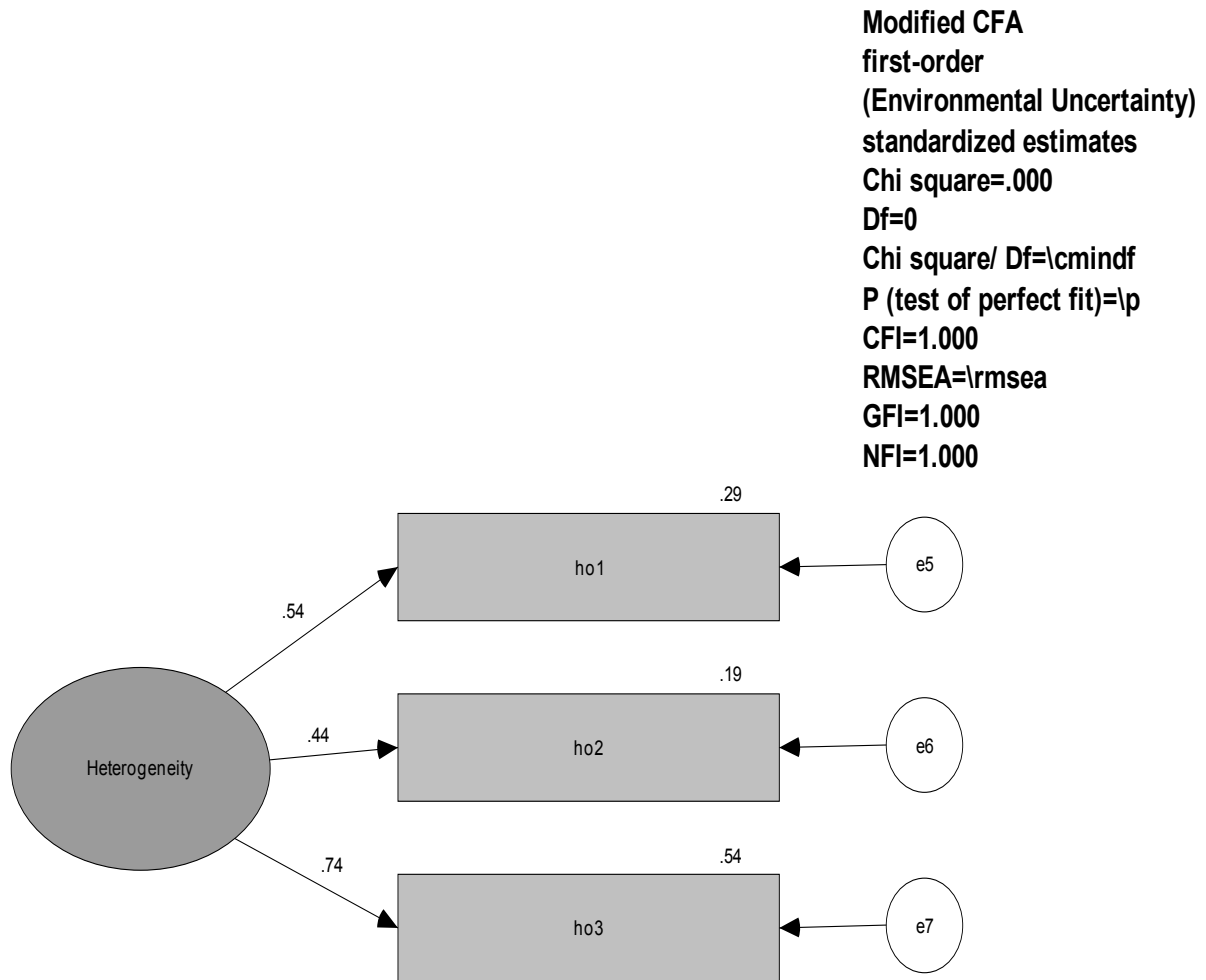 Modified CFA
first-order
(Environmental Uncertainty)
standardized estimates
Chi square=.000
Df=0
Chi square/ Df=\cmindf
P (test of perfect fit)=\p
CFI=1.000
RMSEA=\rmsea
GFI=1.000
NFI=1.000
.29
ho1
e5
.54
.19
ho2
e6
.44
Heterogeneity
.54
ho3
e7
.74